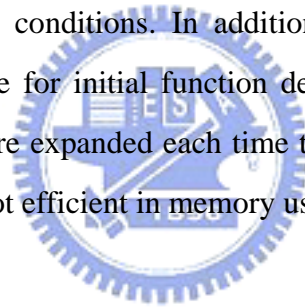 conditions. In addition
e for initial function de
re expanded each time t
ot efficient in memory us